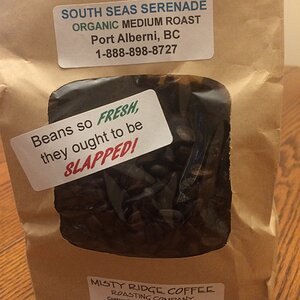 SOUTH SEAS SERENADE
ORGANIC MEDIUM ROAST
Port Alberni, BC
1-888-898-8727
Beans so FRESH,
they ought to be
SLAPPED!
MISTY RIDGE COFFEE
ROASTING COMPANY